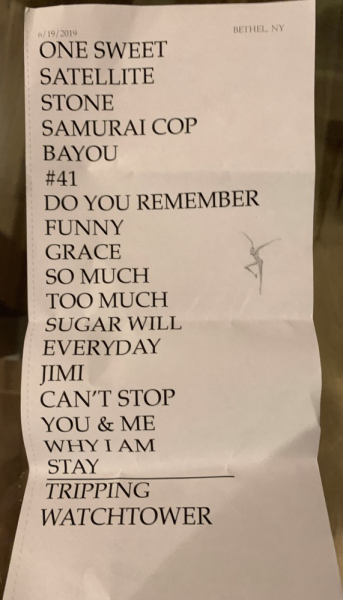 6/19/2019 BETHEL, NY
ONE SWEET
SATELLITE
STONE
SAMURAI COP
BAYOU
#41
DO YOU REMEMBER
FUNNY
GRACE
SO MUCH
TOO MUCH
SUGAR WILL
EVERYDAY
JIMI
CAN'T STOP
YOU & ME
WHY I AM
STAY
TRIPPING
WATCHTOWER